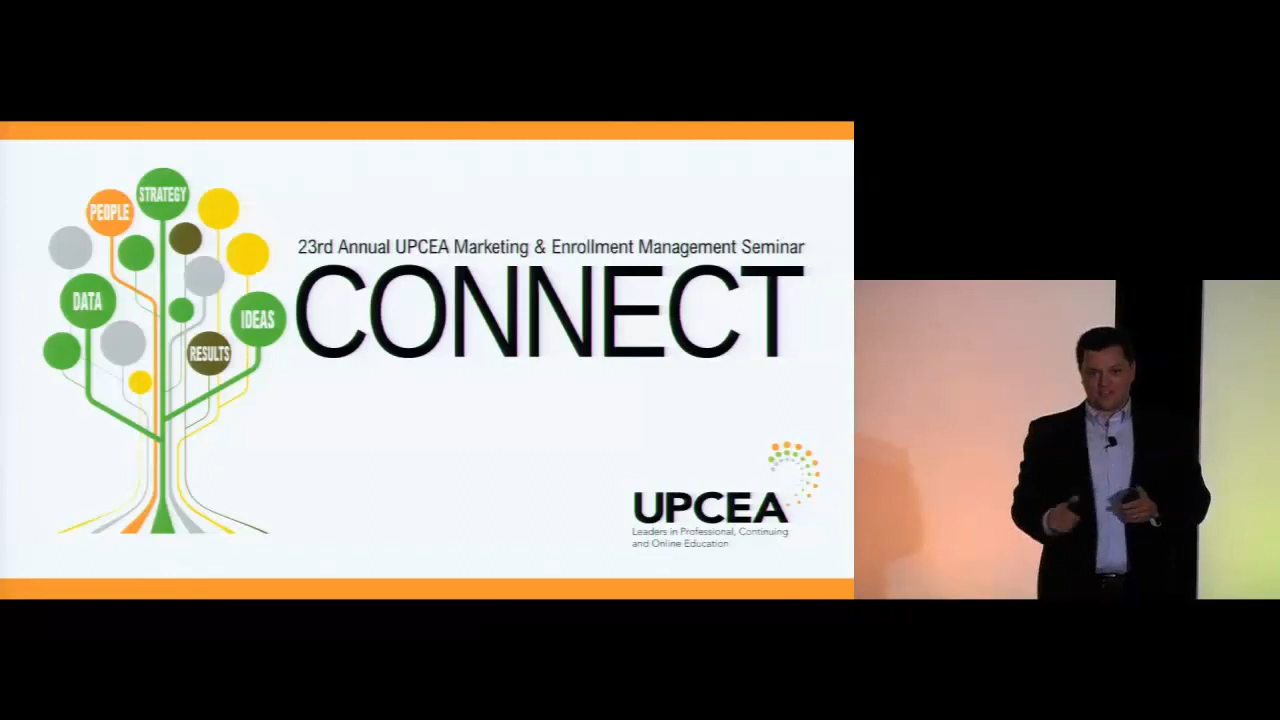 STRATEGY
PEOPLE
23rd Annual UPCEA Marketing & Enrollment Management Seminar
CONNECT
DATA
IDEAS
RESULTS
UPCEA
Leaders in Professional, Continuing
and Online Education